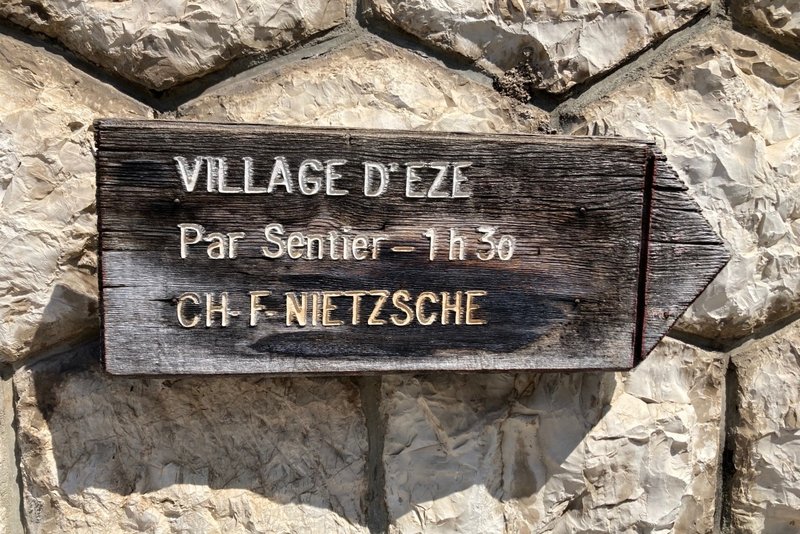 VILLAGE D'EZE
Par Sentier - 1 h 30
CH- F- NIETZSCHE